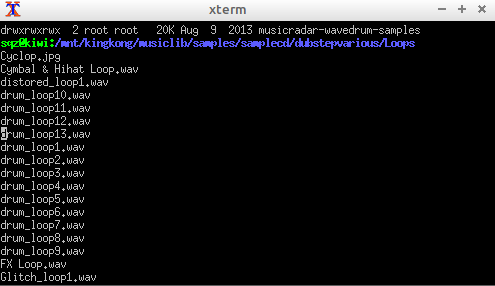 xterm
drwxrwxrwx 2 root root 20K Aug 9 2013 musicradar-wavedrum-samples
sqz@kiwi:/mnt/kingkong/musiclib/samples/samplecd/dubstepvarious/Loops
Cyclop.jpg
Cymbal & Hihat Loop.wav
distored_loop1.wav
drum_loop10.wav
drum_loop11.wav
drum_loop12.wav
drum_loop13.wav
drum_loop1.wav
drum_loop2.wav
drum_loop3.wav
drum_loop4.wav
drum_loop5.wav
drum_loop6.wav
drum_loop7.wav
drum_loop8.wav
drum_loop9.wav
FX Loop.wav
Glitch_loop1.wav